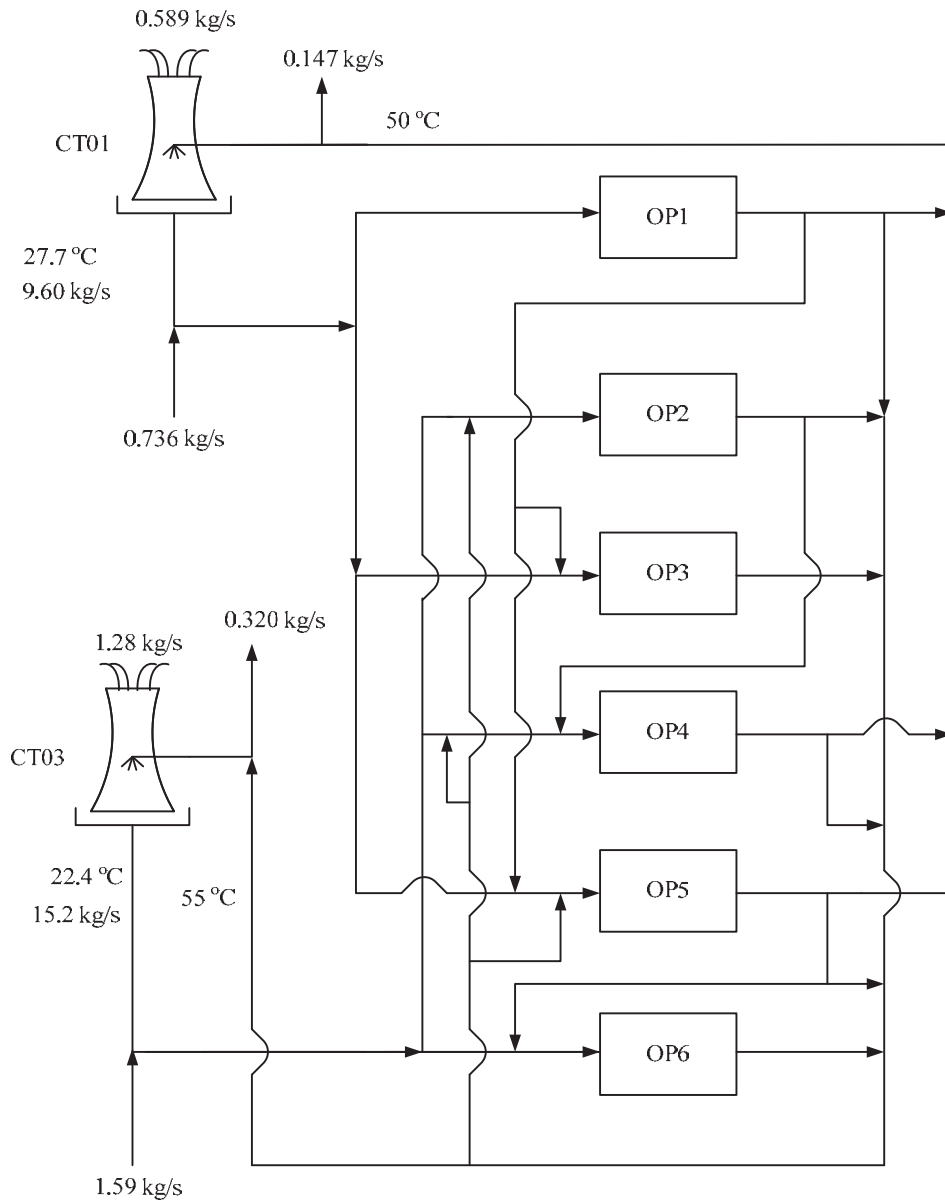 0.589 kg/s
0.147 kg/s
50 °C
CT01
OP1
27.7 °C
9.60 kg/s
OP2
0.736 kg/s
OP3
0.320 kg/s
1.28 kg/s
OP4
CT03
22.4 °C
55 °C
OP5
15.2 kg/s
OP6
1.59 kg/s